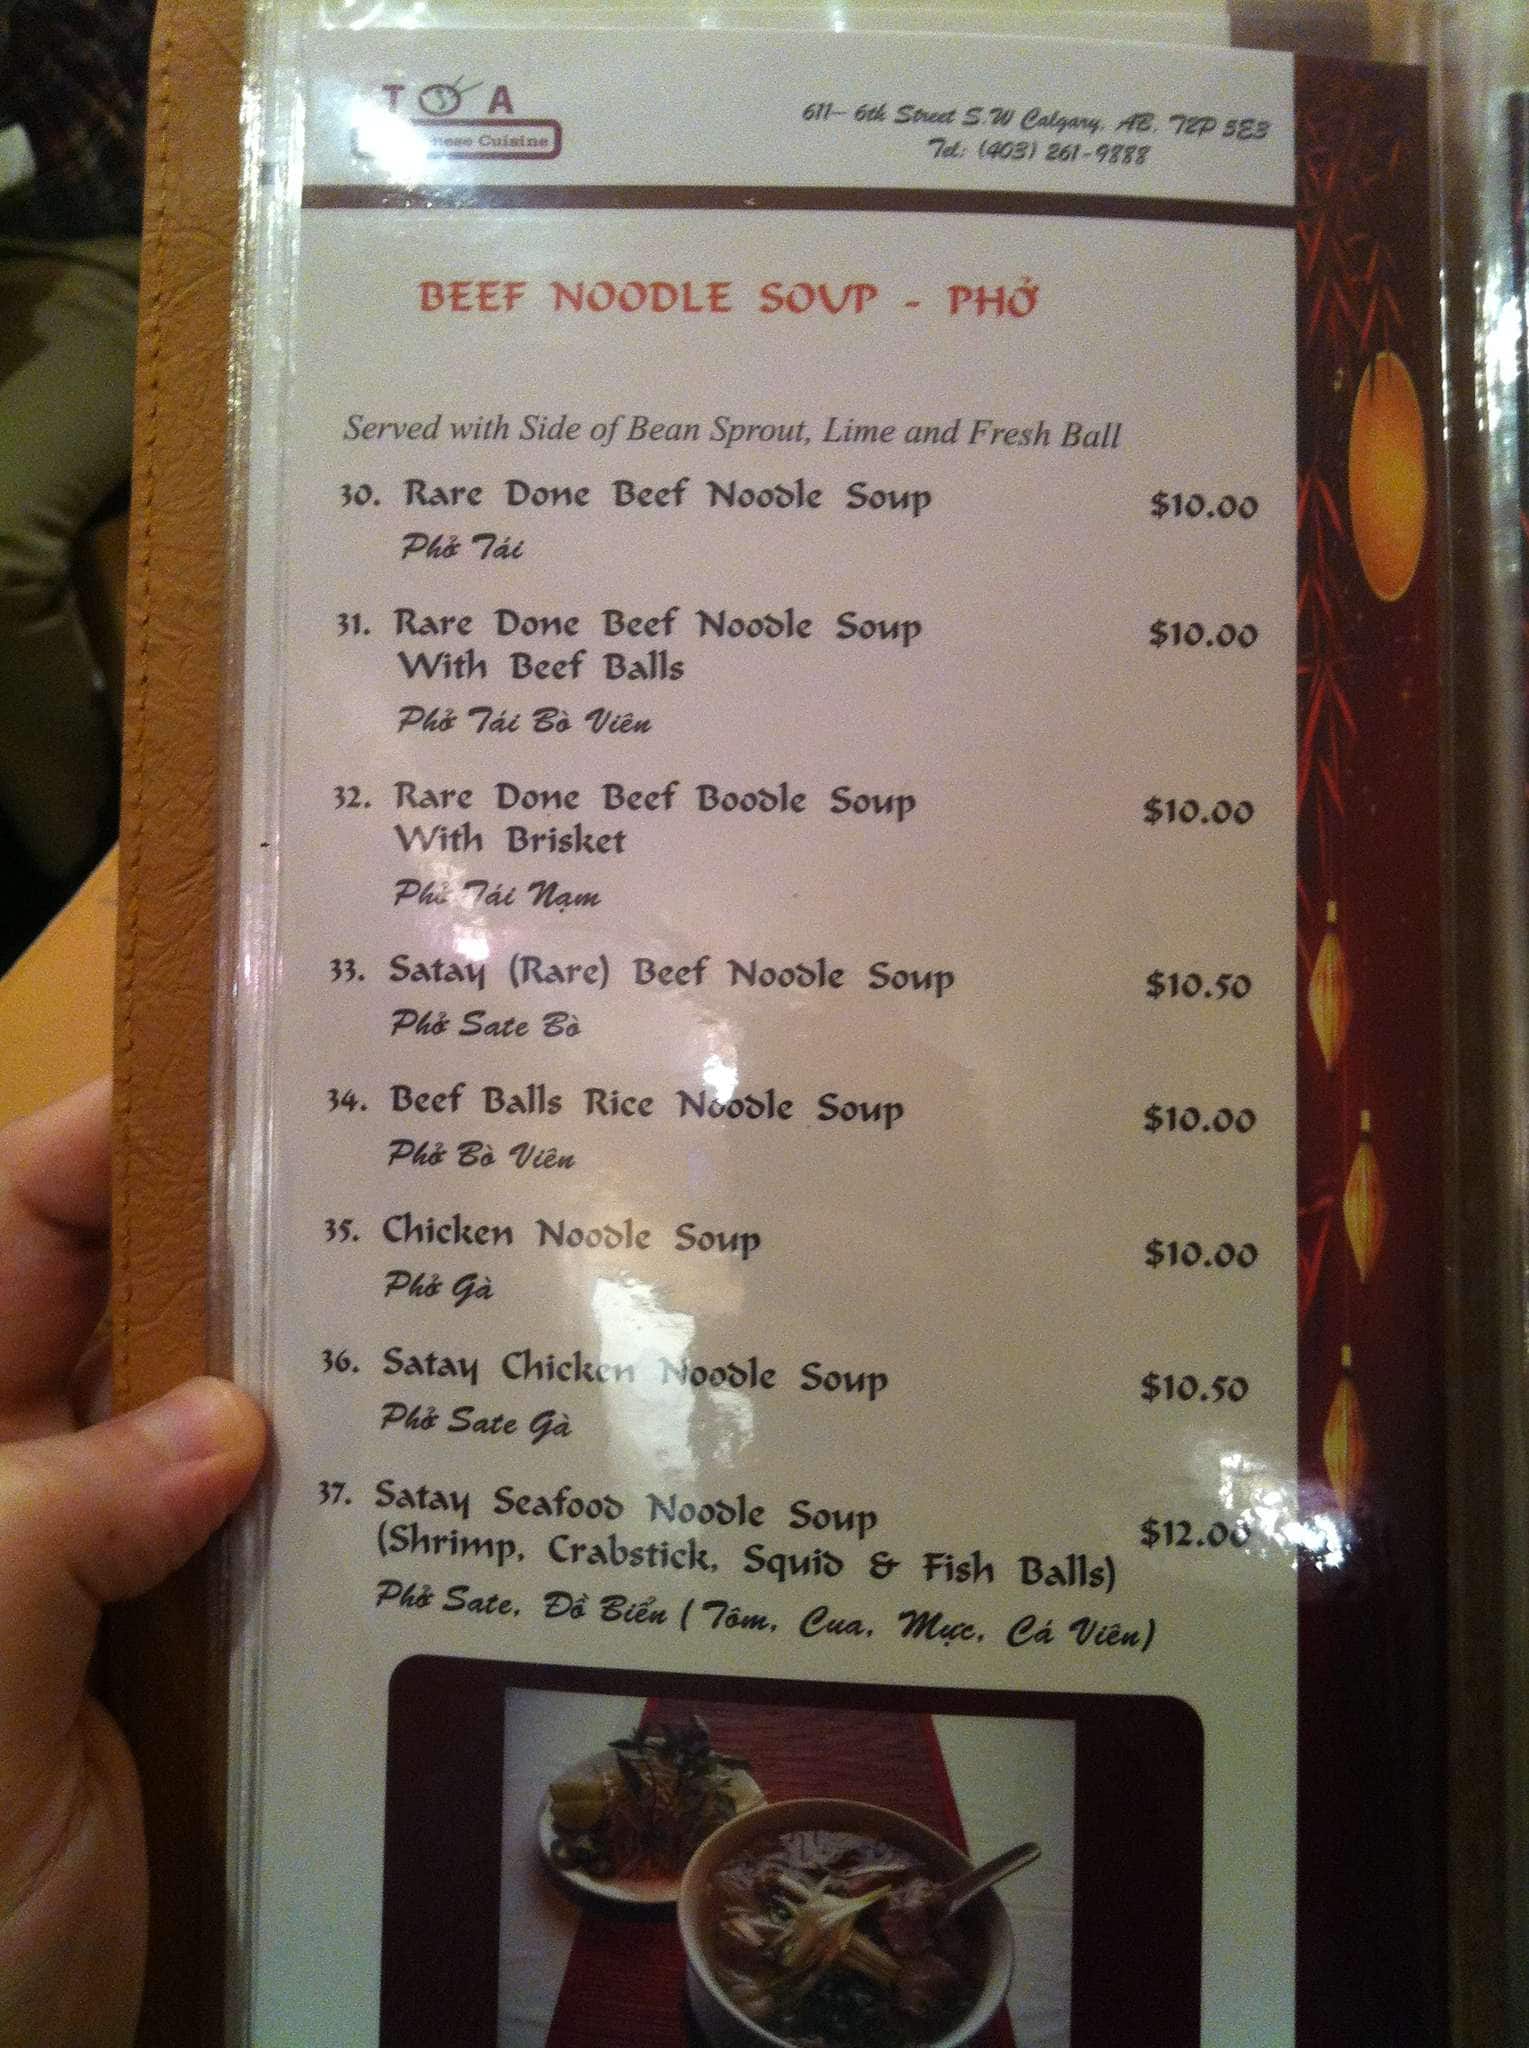 T A
Cuisine
611- 6th Street S.W Calgary, AB, T2P 5E3
Tel: (403) 261-9888
BEEF NOODLE SOUP - PHỞ
Served with Side of Bean Sprout, Lime and Fresh Ball
30. Rare Done Beef Noodle Soup $10.00
Phở Tái
31. Rare Done Beef Noodle Soup $10.00
With Beef Balls
Phở Tái Bò Viên
32. Rare Done Beef Boodle Soup $10.00
With Brisket
Phở Tái Nạm
33. Satay (Rare) Beef Noodle Soup $10.50
Phở Sate Bò
34. Beef Balls Rice Noodle Soup $10.00
Phở Bò Viên
35. Chicken Noodle Soup $10.00
Phở Gà
36. Satay Chicken Noodle Soup $10.50
Phở Sate Gà
37. Satay Seafood Noodle Soup $12.00
(Shrimp, Crabstick, Squid & Fish Balls)
Phở Sate, Đồ Biển ( Tôm, Cua, Mực, Cá Viên)